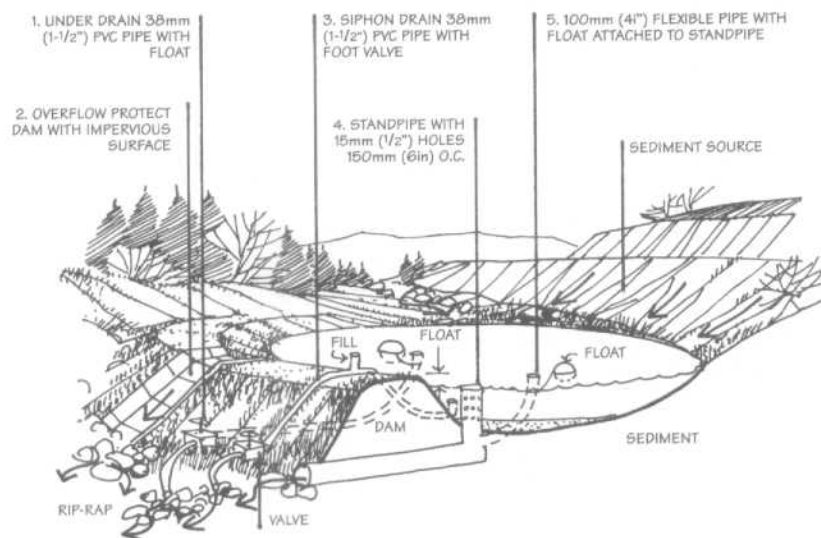 1. UNDER DRAIN 38mm
(1-1/2") PVC PIPE WITH
FLOAT
3. SIPHON DRAIN 38mm
(1-1/2") PVC PIPE WITH
FOOT VALVE
5. 100mm (4i") FLEXIBLE PIPE WITH
FLOAT ATTACHED TO STANDPIPE
2. OVERFLOW PROTECT
DAM WITH IMPERVIOUS
SURFACE
4. STANDPIPE WITH
15mm (1/2") HOLES
150mm (6in) O.C.
SEDIMENT SOURCE
FILL
FLOAT
FLOAT
DAM
SEDIMENT
RIP-RAP
VALVE